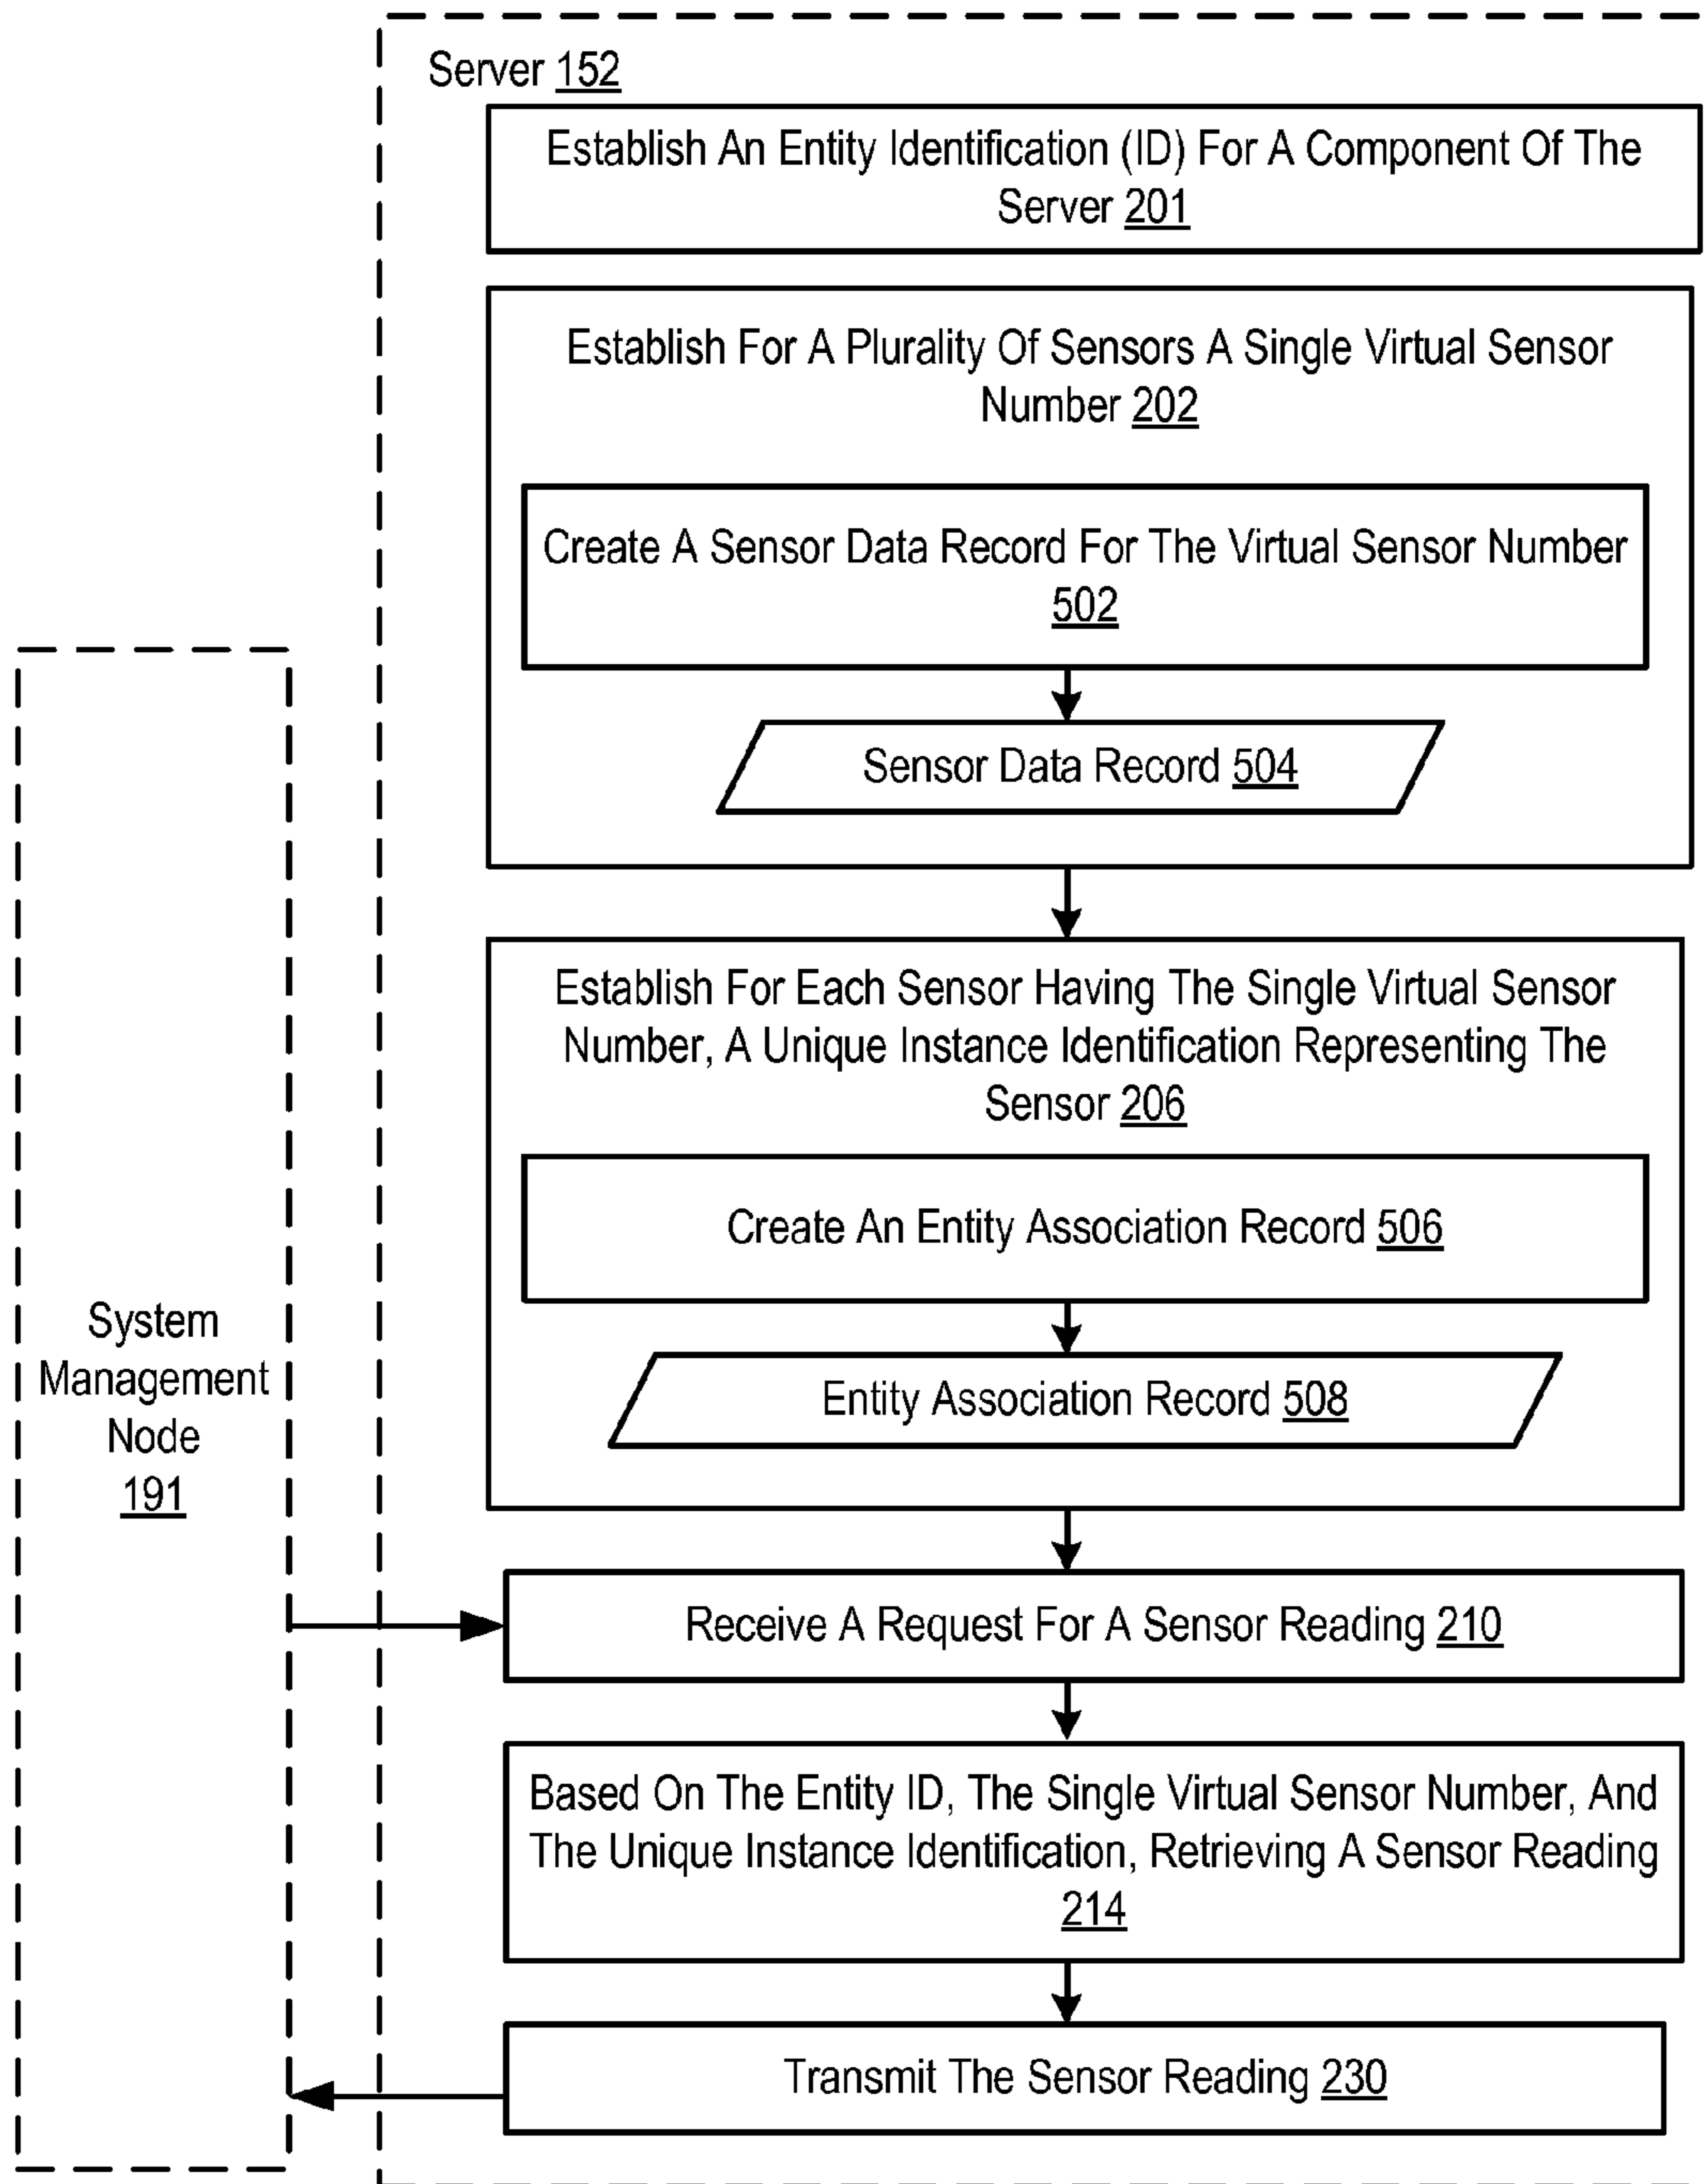 Server 152
Establish An Entity Identification (ID) For A Component Of The
Server 201
Establish For A Plurality Of Sensors A Single Virtual Sensor
Number 202
Create A Sensor Data Record For The Virtual Sensor Number
502
Sensor Data Record 504
Establish For Each Sensor Having The Single Virtual Sensor
Number, A Unique Instance Identification Representing The
Sensor 206
Create An Entity Association Record 506
Entity Association Record 508
System
Management
Node
191
Receive A Request For A Sensor Reading 210
Based On The Entity ID, The Single Virtual Sensor Number, And
The Unique Instance Identification, Retrieving A Sensor Reading
214
Transmit The Sensor Reading 230